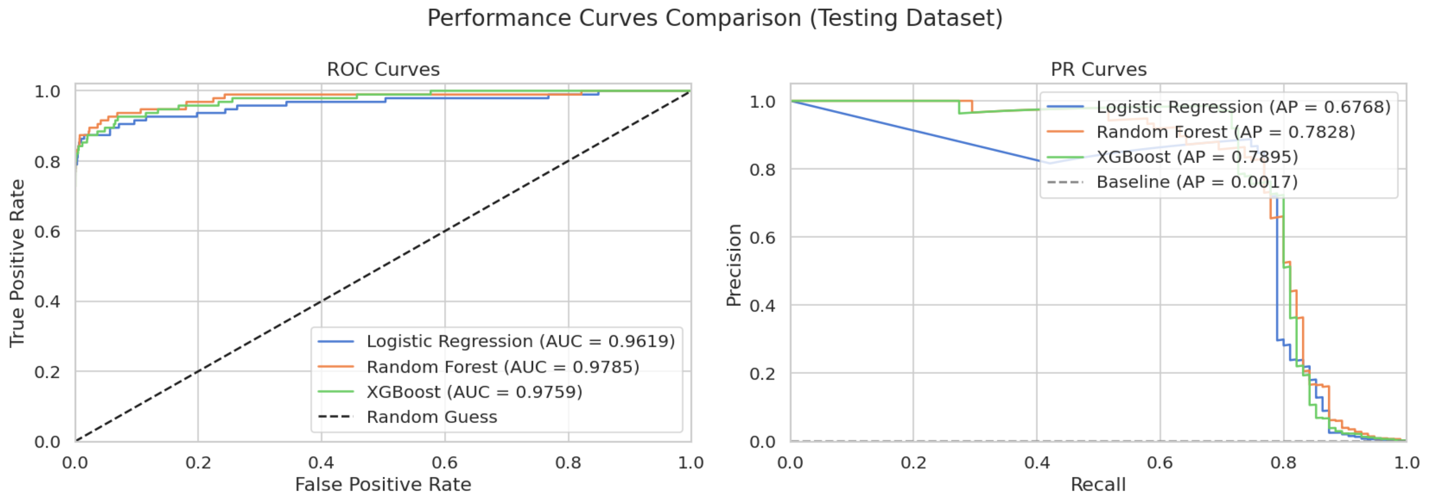 Performance Curves Comparison (Testing Dataset)
ROC Curves
True Positive Rate
1.0
0.8
0.6
0.4
0.2
0.0
Logistic Regression (AUC = 0.9619)
Random Forest (AUC = 0.9785)
XGBoost (AUC = 0.9759)
Random Guess
0.0 0.2 0.4 0.6 0.8 1.0
False Positive Rate
PR Curves
Precision
1.0
0.8
0.6
0.4
0.2
0.0
Logistic Regression (AP = 0.6768)
Random Forest (AP = 0.7828)
XGBoost (AP = 0.7895)
Baseline (AP = 0.0017)
0.0 0.2 0.4 0.6 0.8 1.0
Recall